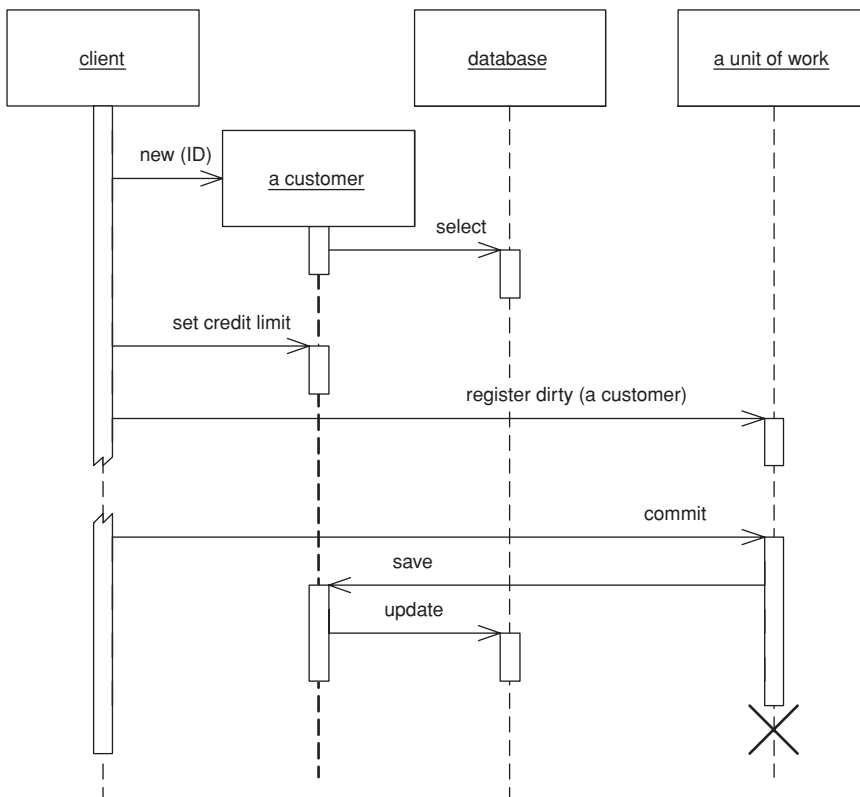 client
database
a unit of work
new (ID)
a customer
select
set credit limit
register dirty (a customer)
commit
save
update